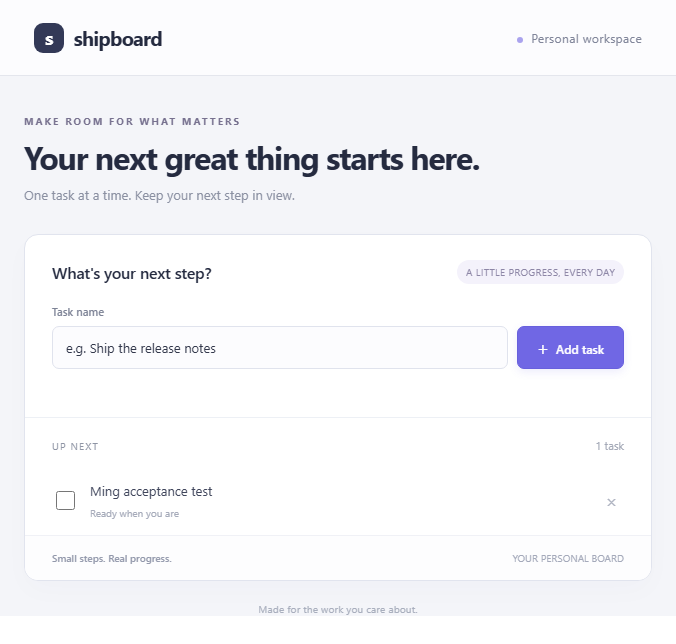 s shipboard
Personal workspace
MAKE ROOM FOR WHAT MATTERS
Your next great thing starts here.
One task at a time. Keep your next step in view.
What's your next step?
A LITTLE PROGRESS, EVERY DAY
Task name
e.g. Ship the release notes
+ Add task
UP NEXT
1 task
Ming acceptance test
Ready when you are
×
Small steps. Real progress.
YOUR PERSONAL BOARD
Made for the work you care about.